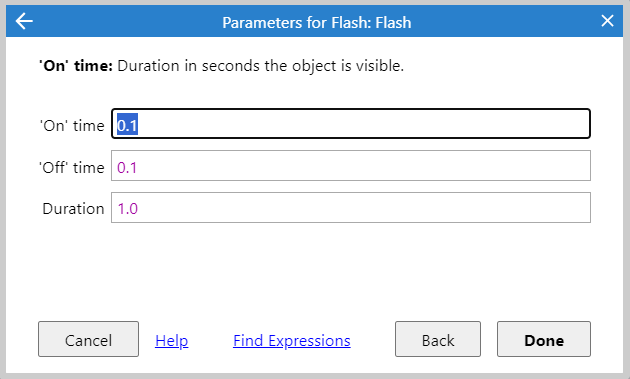 Parameters for Flash: Flash
'On' time: Duration in seconds the object is visible.
'On' time 0.1
'Off' time 0.1
Duration 1.0
Cancel Help Find Expressions Back Done